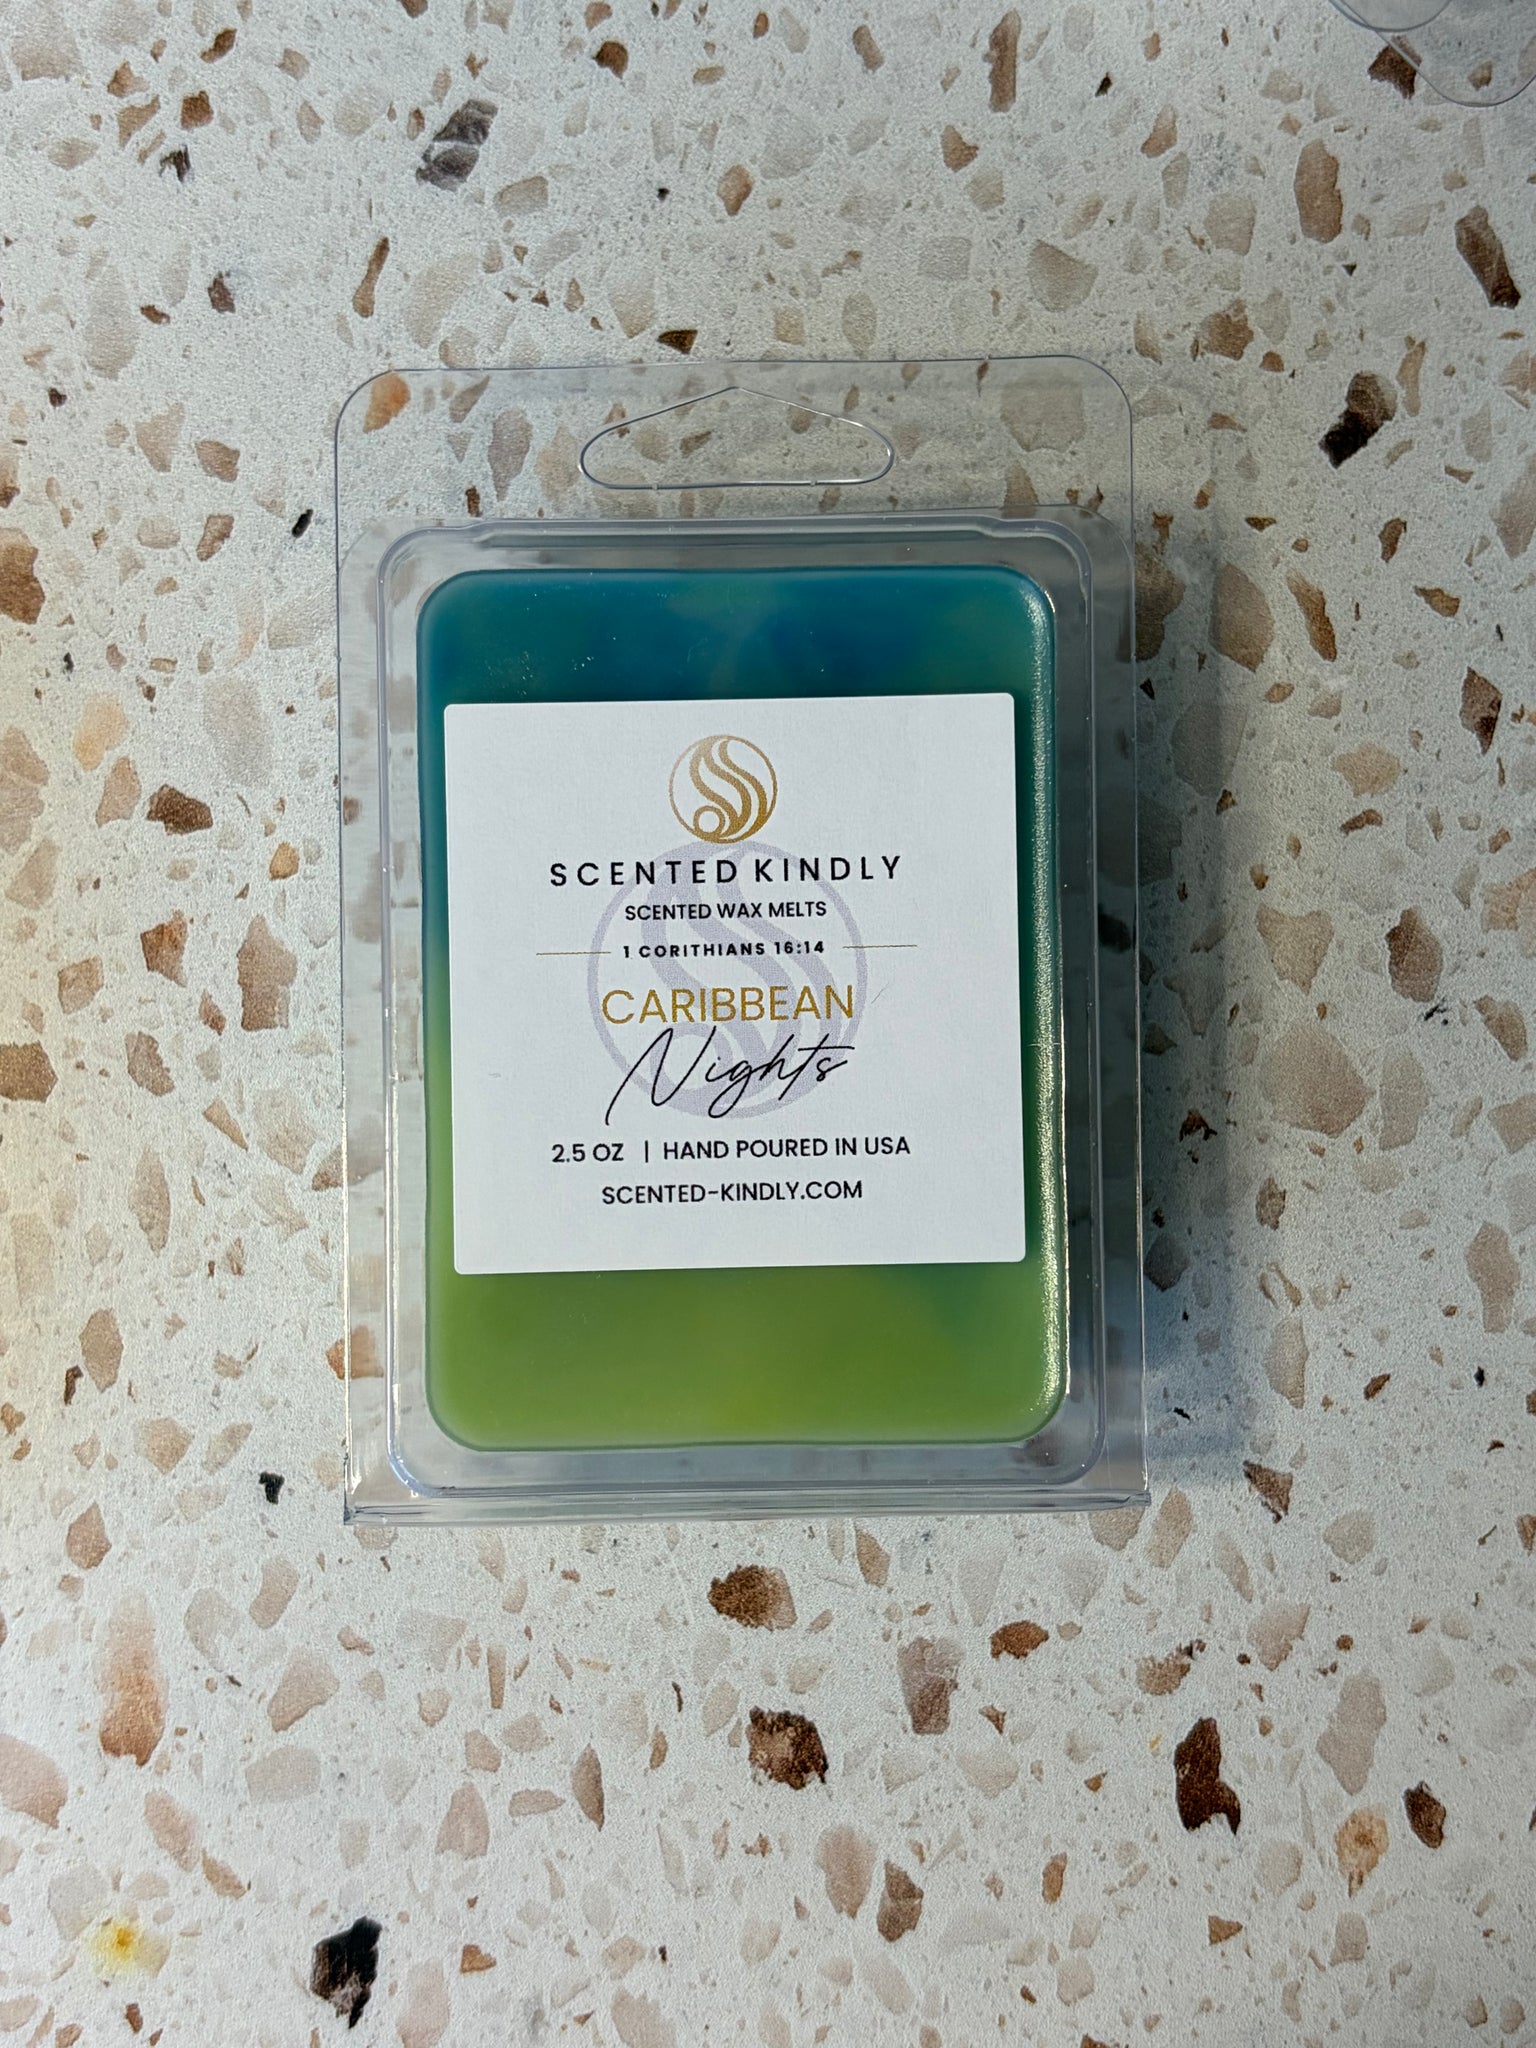 SCENTED KINDLY
SCENTED WAX MELTS
1 CORITHIANS 16:14
CARIBBEAN
Nights
2.5 OZ | HAND POURED IN USA
SCENTED-KINDLY.COM